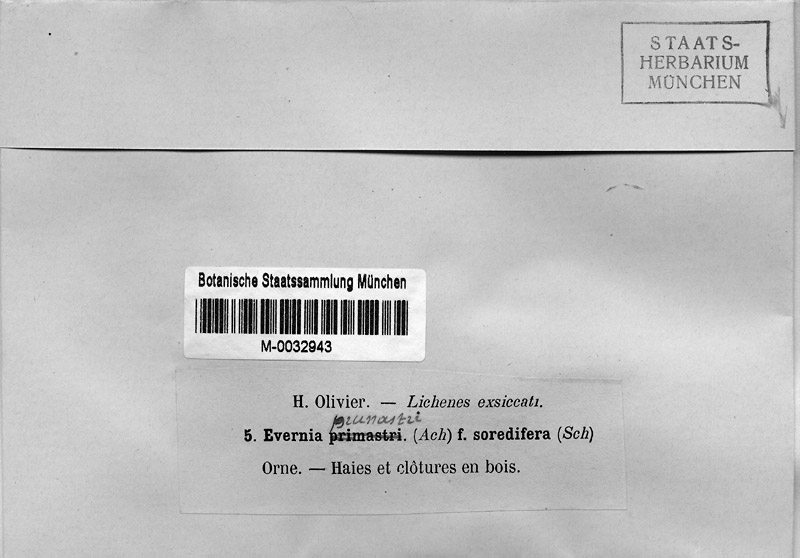 STAATS-
HERBARIUM
MÜNCHEN
Botanische Staatssammlung München
M-0032943
H. Olivier. — Lichenes exsiccati.
prunastri
5. Evernia primastri. (Ach) f. soredifera (Sch)
Orne. — Haies et clôtures en bois.